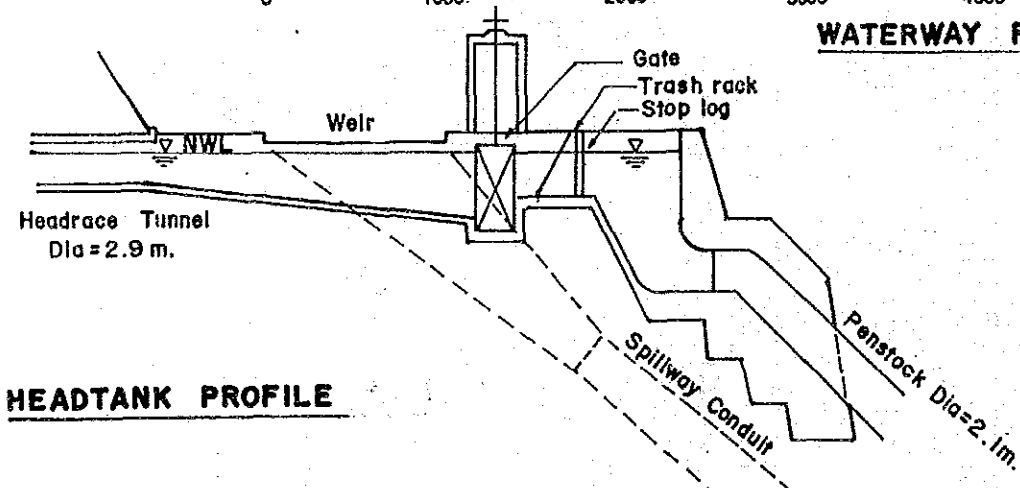 WATERWAY
Gate
Trash rack
Stop log
Weir
NWL
Headrace Tunnel
Dia=2.9 m.
Penstock Dia=2.1m.
Spillway Conduit
HEADTANK PROFILE